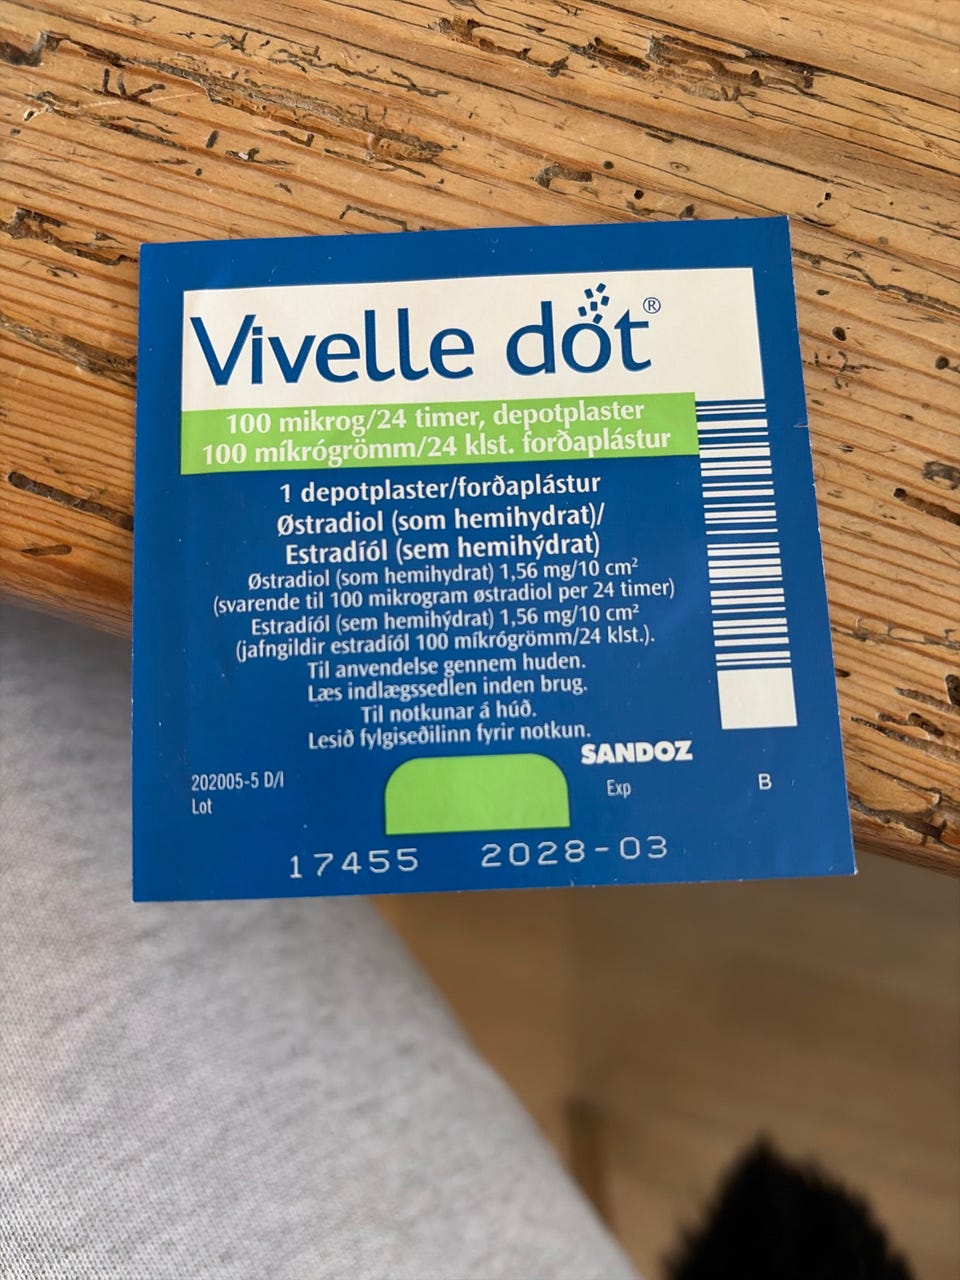 Vivelle dot®
100 mikrog/24 timer, depotplaster
100 míkrógrömm/24 klst. forðaplástur
1 depotplaster/forðaplástur
Østradiol (som hemihydrat)/
Estradíól (sem hemihýdrat)
Østradiol (som hemihydrat) 1,56 mg/10 cm²
(svarende til 100 mikrogram østradiol per 24 timer)
Estradíól (sem hemihýdrat) 1,56 mg/10 cm²
(jafngildir estradíól 100 míkrógrömm/24 klst.).
Til anvendelse gennem huden.
Læs indlægssedlen inden brug.
Til notkunar á húð.
Lesið fylgiseðilinn fyrir notkun.
SANDOZ
202005-5 D/I
Lot
Exp
B
17455 2028-03